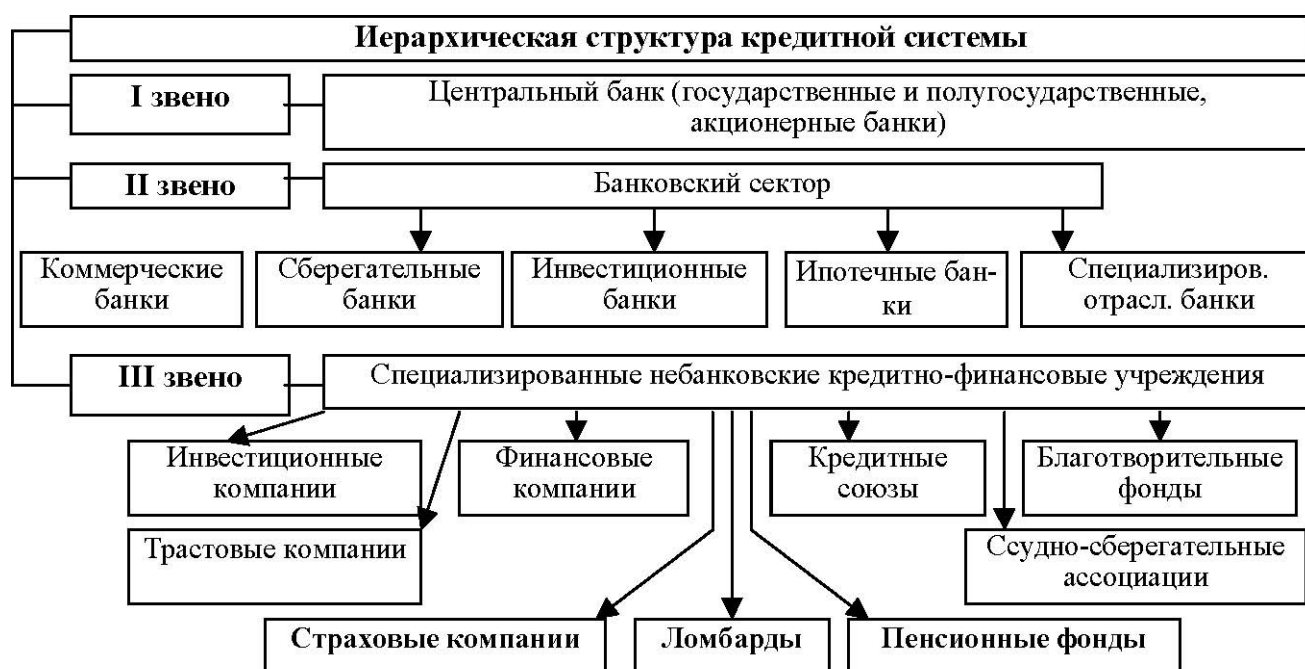 Иерархическая структура кредитной системы
I звено
Центральный банк (государственные и полугосударственные,
акционерные банки)
II звено
Банковский сектор
Коммерческие
банки
Сберегательные
банки
Инвестиционные
банки
Ипотечные бан-
ки
Специализиров.
отрасл. банки
III звено
Специализированные небанковские кредитно-финансовые учреждения
Инвестиционные
компании
Финансовые
компании
Кредитные
союзы
Благотворительные
фонды
Трастовые компании
Ссудно-сберегательные
ассоциации
Страховые компании
Ломбарды
Пенсионные фонды